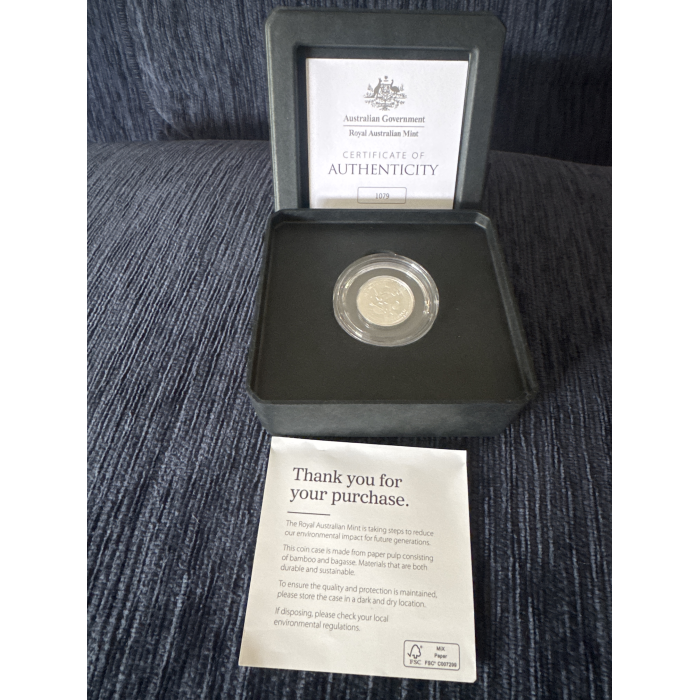 Australian Government
Royal Australian Mint
CERTIFICATE OF
AUTHENTICITY
1079
Thank you for
your purchase.
The Royal Australian Mint is taking steps to reduce
our environmental impact for future generations.
This coin case is made from paper pulp consisting
of bamboo and bagasse. Materials that are both
durable and sustainable.
To ensure the quality and protection is maintained,
please store the case in a dark and dry location.
If disposing, please check your local
environmental regulations.
FSC
MIX
Paper
FSC® C007206